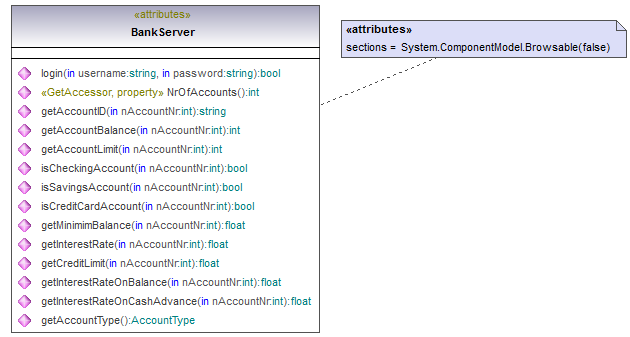 «attributes»
BankServer
login(in username:string, in password:string):bool
«GetAccessor, property» NrOfAccounts():int
getAccountID(in nAccountNr:int):string
getAccountBalance(in nAccountNr:int):int
getAccountLimit(in nAccountNr:int):int
isCheckingAccount(in nAccountNr:int):bool
isSavingsAccount(in nAccountNr:int):bool
isCreditCardAccount(in nAccountNr:int):bool
getMinimimBalance(in nAccountNr:int):float
getInterestRate(in nAccountNr:int):float
getCreditLimit(in nAccountNr:int):float
getInterestRateOnBalance(in nAccountNr:int):float
getInterestRateOnCashAdvance(in nAccountNr:int):float
getAccountType():AccountType
«attributes»
sections = System.ComponentModel.Browsable(false)